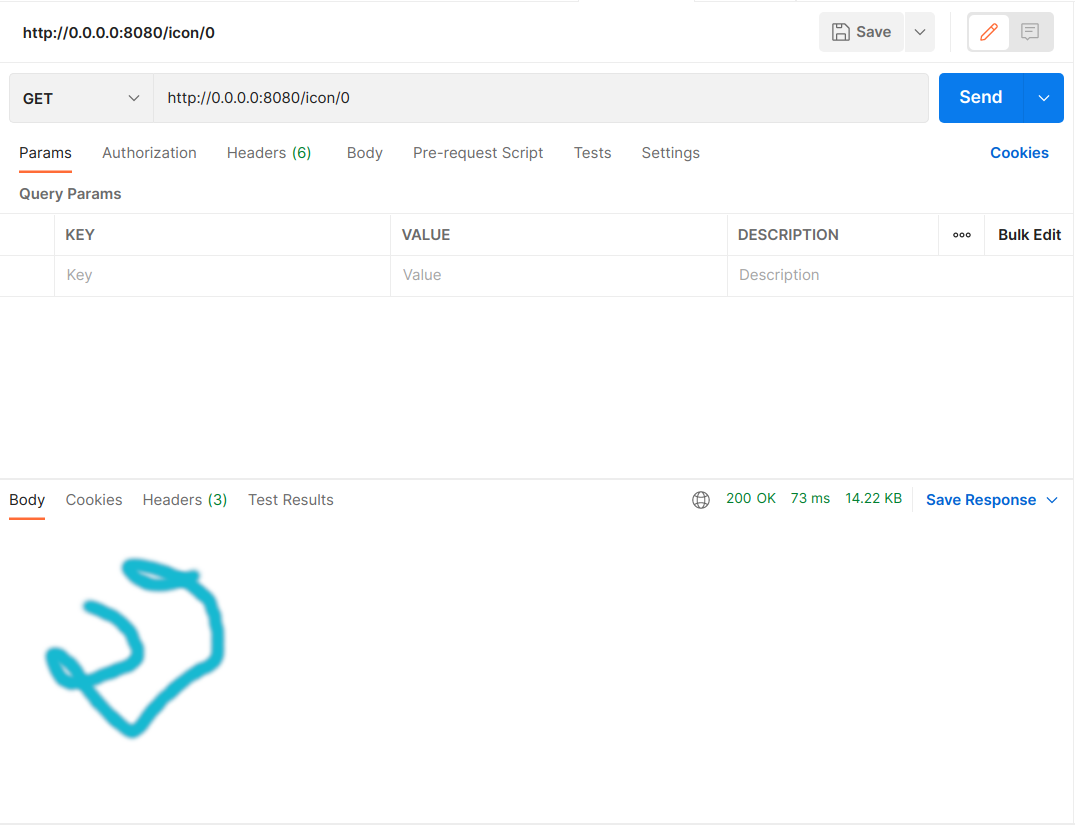 http://0.0.0.0:8080/icon/0 Save
GET http://0.0.0.0:8080/icon/0 Send
Params Authorization Headers (6) Body Pre-request Script Tests Settings Cookies
Query Params
KEY VALUE DESCRIPTION ooo Bulk Edit
Key Value Description
Body Cookies Headers (3) Test Results 200 OK 73 ms 14.22 KB Save Response